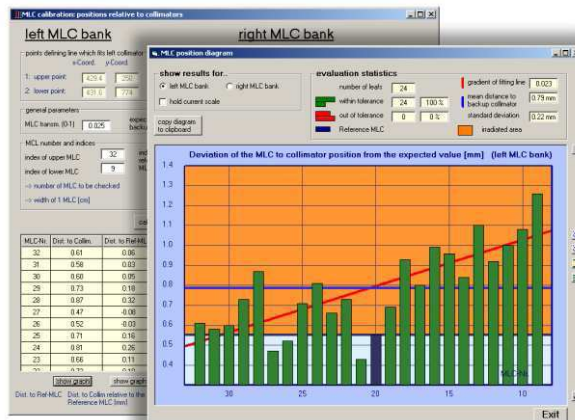 MLC calibration: positions relative to collimators
left MLC bank
right MLC bank
points defining line which fits left collimator
x-Coord. y-Coord.
1: upper point: 429.4 250
2: lower point: 431.0 774
general parameters
MLC transm. (0-1) 0.025
MCL number and indices
index of upper MLC 32
index of lower MLC 9
--> number of MLC to be checked
--> width of 1 MLC [cm]
MLC-Nr. Dist. to Collim. Dist. to Ref-ML
32 0.61 0.06
31 0.58 0.03
30 0.60 0.05
29 0.73 0.18
28 0.87 0.32
27 0.47 -0.08
26 0.52 -0.03
25 0.71 0.16
24 0.81 0.26
23 0.66 0.11
show graph show graph
Dist. to Ref-MLC Dist. to Collim relative to the
Reference MLC [mm]
MLC position diagram
show results for..
left MLC bank right MLC bank
hold current scale
copy diagram
to clipboard
evaluation statistics
number of leafs 24
within tolerance 24 100 %
out of tolerance 0 0%
Reference MLC
gradient of fitting line 0.023
mean distance to
backup collimator 0.79 mm
standard deviation 0.22 mm
irradiated area
Deviation of the MLC to collimator position from the expected value [mm] (left MLC bank)
1.4
1.3
1.2
1.1
1.0
0.9
0.8
0.7
0.6
0.5
0.4
MLC-Nr.
30 25 20 15 10
Exit